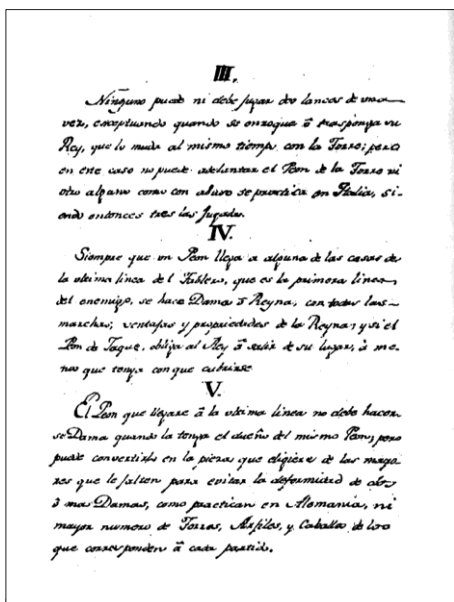 III.
Ninguno puede ni debe jugar dos lances de una
vez, exceptuando quando se enroque ā trasponga su
Rey, que lo muda al mismo tiempo con la Torre; pero
en este caso no puede adelantar el Peon de la Torre ni
otro alguno como con abuso se practica en Italia, si-
endo entonces tres las Jugadas.
IV.
Siempre que un Peon llega a alguna de las casas de
la ultima linea del Tablero, que es la primera linea
del enemigo, se hace Dama ō Reyna, con todas las
marchas, ventajas y propriedades de la Reyna; y si el
Peon da Jaque, obliga al Rey ā salir de su lugar, ā me-
nos que tenga con que cubrirse
V.
El Peon que llegare ā la ultima linea no debe hacer-
se Dama quando la tenga el dueño del mismo Peon; pero
puede convertirlo en la pieza que eligiere de las mayo
res que le falten para evitar la deformidad de dos
ō mas Damas, como practican en Alemania, ni
mayor numero de Torres, Arfiles, y Caballos de los
que corresponden ā cada partido.